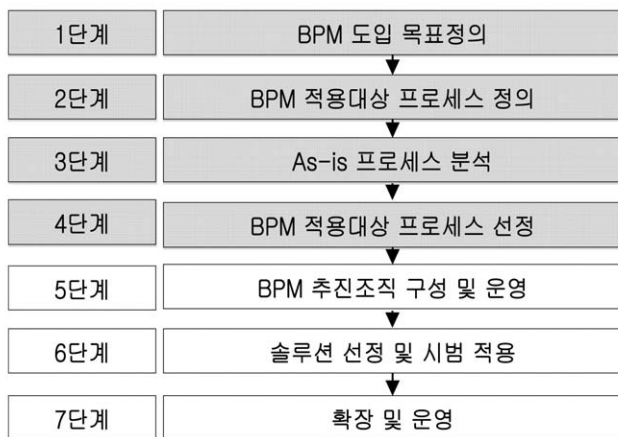 1단계 BPM 도입 목표정의
2단계 BPM 적용대상 프로세스 정의
3단계 As-is 프로세스 분석
4단계 BPM 적용대상 프로세스 선정
5단계 BPM 추진조직 구성 및 운영
6단계 솔루션 선정 및 시범 적용
7단계 확장 및 운영